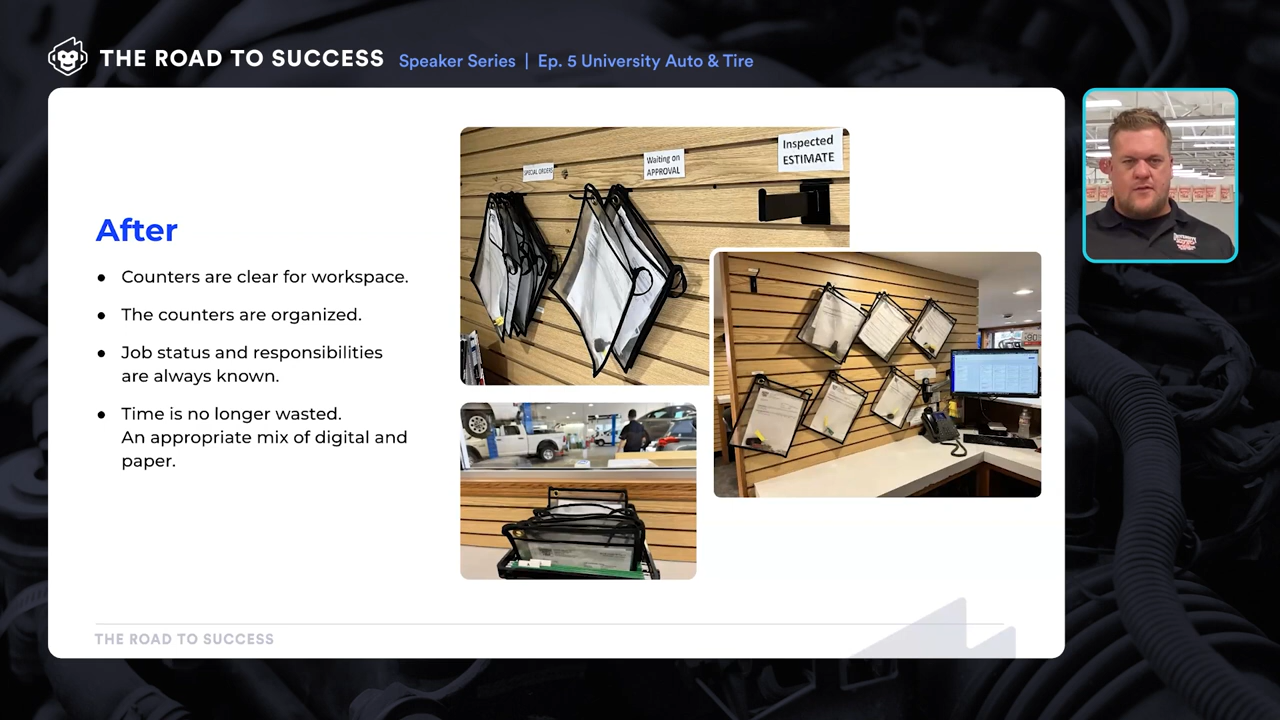 THE ROAD TO SUCCESS
Speaker Series | Ep. 5 University Auto & Tire
After
Counters are clear for workspace.
The counters are organized.
Job status and responsibilities
are always known.
Time is no longer wasted.
An appropriate mix of digital and
paper.
SPECIAL ORDERS
Waiting on
APPROVAL
Inspected
ESTIMATE
THE ROAD TO SUCCESS